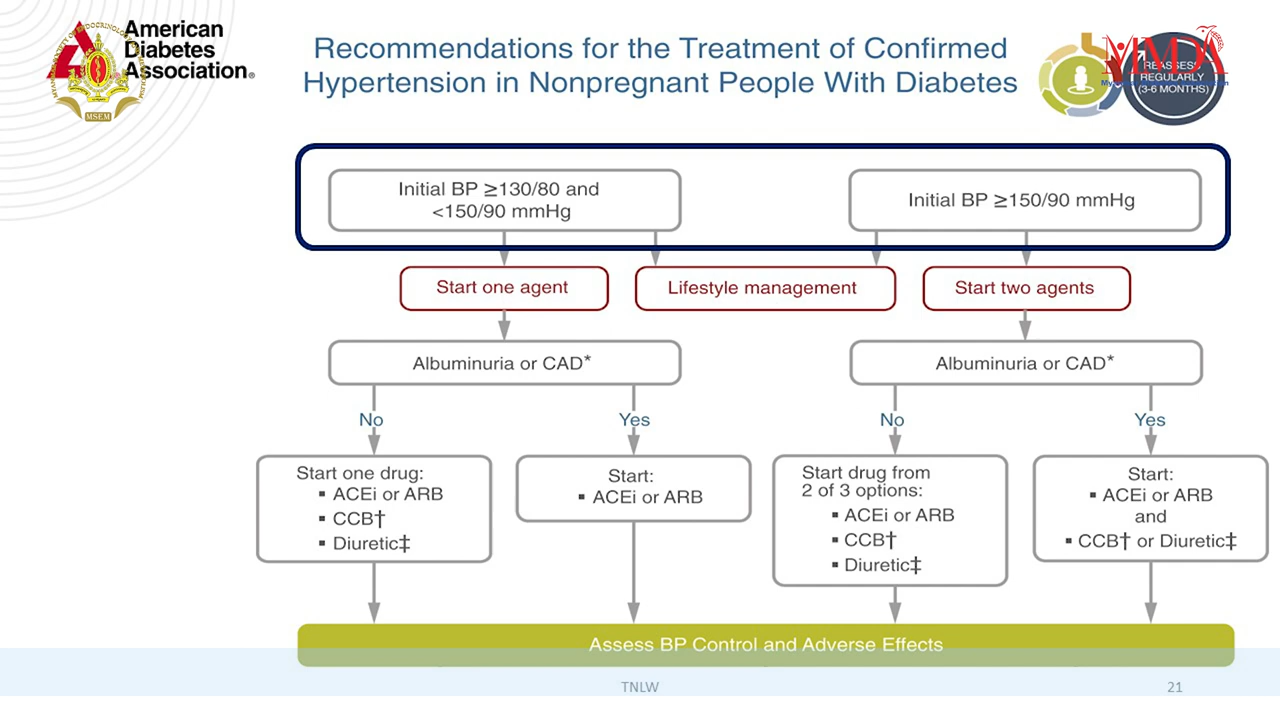 American
Diabetes
Association®
MSEM
Recommendations for the Treatment of Confirmed
Hypertension in Nonpregnant People With Diabetes
MMDA
REASSESS
REGULARLY
(3-6 MONTHS)
Initial BP ≥130/80 and
<150/90 mmHg
Initial BP ≥150/90 mmHg
Start one agent
Lifestyle management
Start two agents
Albuminuria or CAD*
Albuminuria or CAD*
No
Yes
No
Yes
Start one drug:
▪ ACEi or ARB
▪ CCB†
▪ Diuretic‡
Start:
▪ ACEi or ARB
Start drug from
2 of 3 options:
▪ ACEi or ARB
▪ CCB†
▪ Diuretic‡
Start:
▪ ACEi or ARB
and
▪ CCB† or Diuretic‡
Assess BP Control and Adverse Effects
TNLW
21